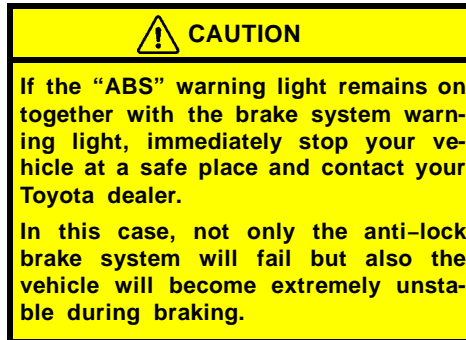 CAUTION
If the “ABS” warning light remains on
together with the brake system warn-
ing light, immediately stop your ve-
hicle at a safe place and contact your
Toyota dealer.
In this case, not only the anti–lock
brake system will fail but also the
vehicle will become extremely unsta-
ble during braking.